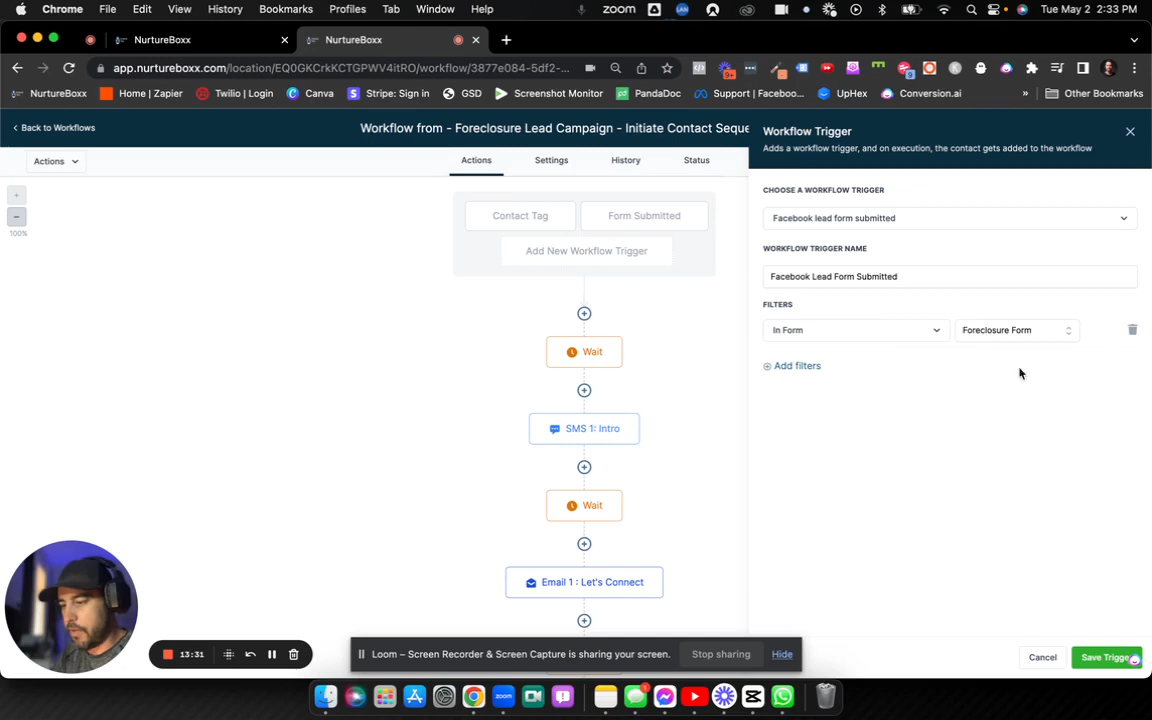 Chrome File Edit View History Bookmarks Profiles Tab Window Help zoom LAN Tue May 2 2:33 PM
NurtureBoxx NurtureBoxx
app.nurtureboxx.com/location/EQ0GKCrkKCTGPWV4itRO/workflow/3877e084-5df2-... 9+ 9
NurtureBoxx Home | Zapier Twilio | Login Canva Stripe: Sign in GSD Screenshot Monitor PandaDoc Support | Faceboo... UpHex Conversion.ai » Other Bookmarks
Back to Workflows Workflow from - Foreclosure Lead Campaign - Initiate Contact Seque
Actions Actions Settings History Status
100%
Contact Tag Form Submitted
Add New Workflow Trigger
Wait
SMS 1: Intro
Wait
Email 1 : Let's Connect
Workflow Trigger
Adds a workflow trigger, and on execution, the contact gets added to the workflow
CHOOSE A WORKFLOW TRIGGER
Facebook lead form submitted
WORKFLOW TRIGGER NAME
Facebook Lead Form Submitted
FILTERS
In Form Foreclosure Form
Add filters
Cancel Save Trigge
13:31
Loom – Screen Recorder & Screen Capture is sharing your screen. Stop sharing Hide
zoom 1